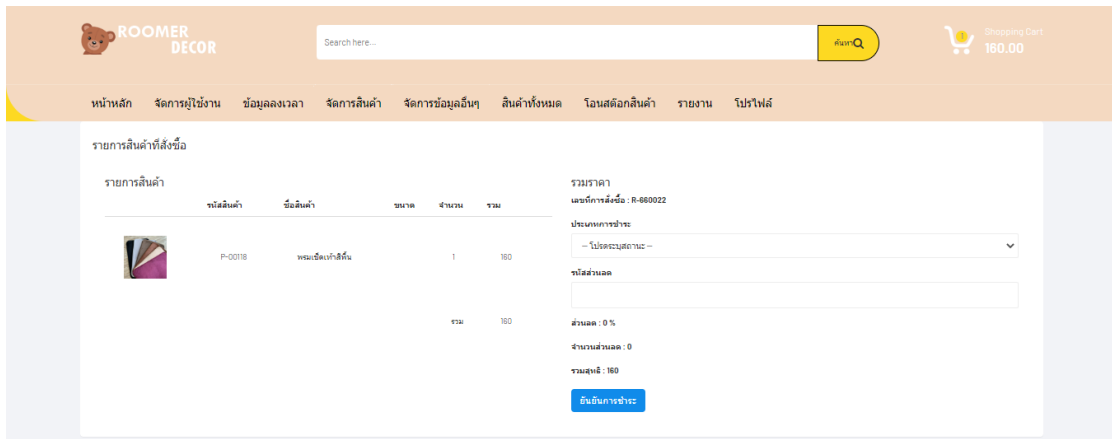 ROOMER
DECOR
Search here...
ค้นหา
1
Shopping Cart
160.00
หน้าหลัก จัดการผู้ใช้งาน ข้อมูลลงเวลา จัดการสินค้า จัดการข้อมูลอื่นๆ สินค้าทั้งหมด โอนสต๊อกสินค้า รายงาน โปรไฟล์
รายการสินค้าที่สั่งซื้อ
รายการสินค้า
รหัสสินค้า ชื่อสินค้า ขนาด จำนวน รวม
P-00118 พรมเช็ดเท้าสีพื้น 1 160
รวม 160
รวมราคา
เลขที่การสั่งซื้อ : R-660022
ประเภทการชำระ
-- โปรดระบุสถานะ --
รหัสส่วนลด
ส่วนลด : 0 %
จำนวนส่วนลด : 0
รวมสุทธิ : 160
ยืนยันการชำระ